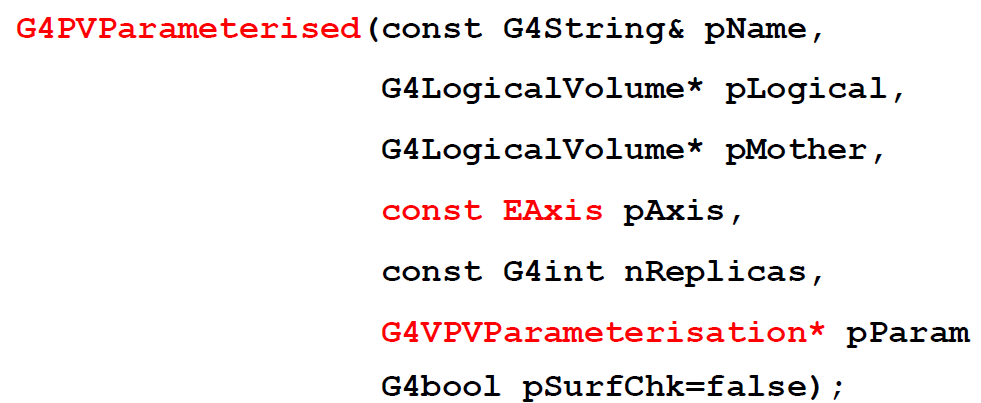 G4PVParameterised(const G4String& pName,
G4LogicalVolume* pLogical,
G4LogicalVolume* pMother,
const EAxis pAxis,
const G4int nReplicas,
G4VPVParameterisation* pParam
G4bool pSurfChk=false);